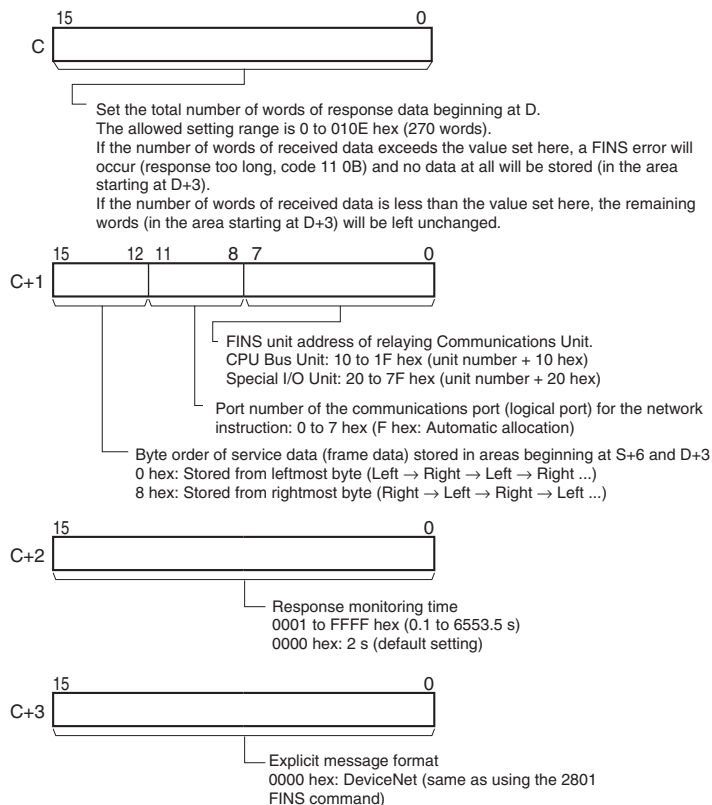 15 0
C
Set the total number of words of response data beginning at D.
The allowed setting range is 0 to 010E hex (270 words).
If the number of words of received data exceeds the value set here, a FINS error will
occur (response too long, code 11 0B) and no data at all will be stored (in the area
starting at D+3).
If the number of words of received data is less than the value set here, the remaining
words (in the area starting at D+3) will be left unchanged.
15 12 11 8 7 0
C+1
FINS unit address of relaying Communications Unit.
CPU Bus Unit: 10 to 1F hex (unit number + 10 hex)
Special I/O Unit: 20 to 7F hex (unit number + 20 hex)
Port number of the communications port (logical port) for the network
instruction: 0 to 7 hex (F hex: Automatic allocation)
Byte order of service data (frame data) stored in areas beginning at S+6 and D+3
0 hex: Stored from leftmost byte (Left → Right → Left → Right ...)
8 hex: Stored from rightmost byte (Right → Left → Right → Left ...)
15 0
C+2
Response monitoring time
0001 to FFFF hex (0.1 to 6553.5 s)
0000 hex: 2 s (default setting)
15 0
C+3
Explicit message format
0000 hex: DeviceNet (same as using the 2801
FINS command)